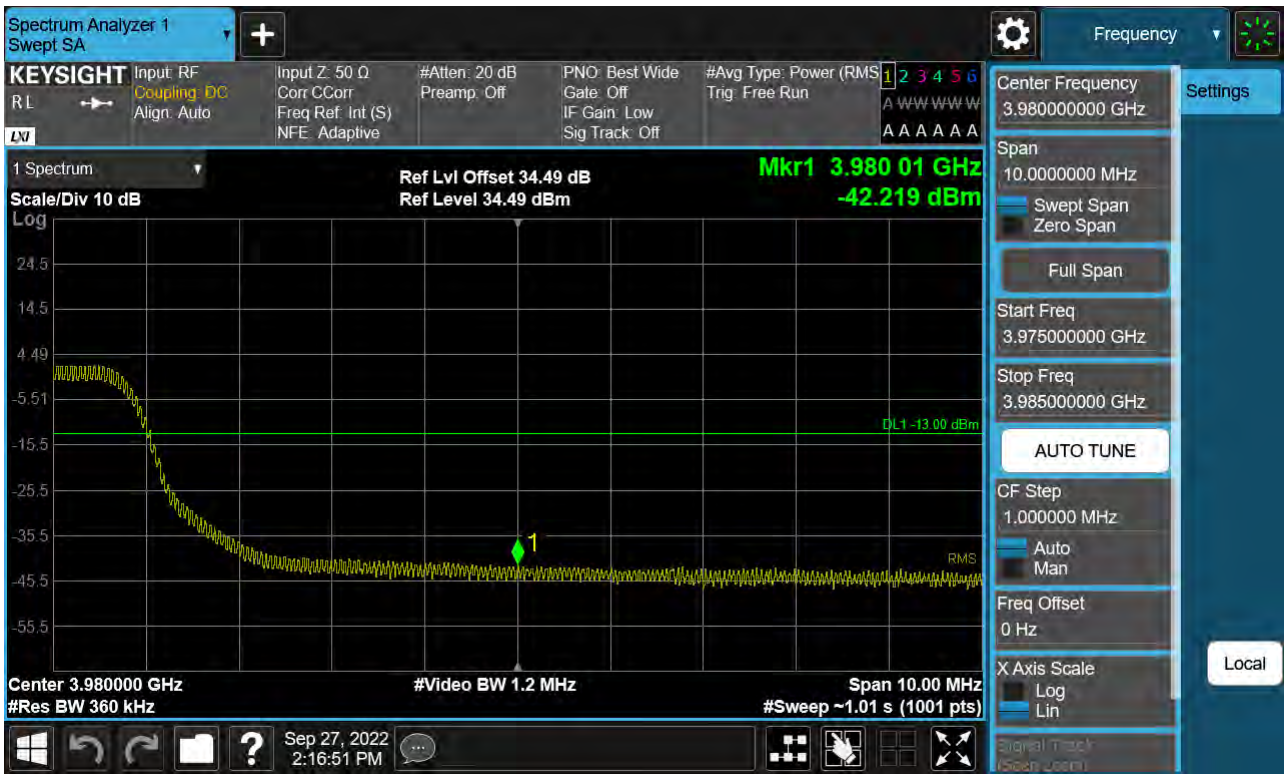 Spectrum Analyzer 1
Swept SA
+
Frequency
KEYSIGHT
R L
LXI
Input: RF
Coupling: DC
Align: Auto
Input Z: 50 Ω
Corr CCorr
Freq Ref: Int (S)
NFE: Adaptive
#Atten: 20 dB
Preamp: Off
PNO: Best Wide
Gate: Off
IF Gain: Low
Sig Track: Off
#Avg Type: Power (RMS
Trig: Free Run
1 2 3 4 5 6
A W W W W W
A A A A A A
1 Spectrum
Scale/Div 10 dB
Log
Ref Lvl Offset 34.49 dB
Ref Level 34.49 dBm
Mkr1 3.980 01 GHz
-42.219 dBm
24.5
14.5
4.49
-5.51
-15.5
-25.5
-35.5
-45.5
-55.5
DL1 -13.00 dBm
1
RMS
Center 3.980000 GHz
#Res BW 360 kHz
#Video BW 1.2 MHz
Span 10.00 MHz
#Sweep ~1.01 s (1001 pts)
Center Frequency
3.980000000 GHz
Span
10.0000000 MHz
Swept Span
Zero Span
Full Span
Start Freq
3.975000000 GHz
Stop Freq
3.985000000 GHz
AUTO TUNE
CF Step
1.000000 MHz
Auto
Man
Freq Offset
0 Hz
X Axis Scale
Log
Lin
Signal Track
(Span Zoom)
Settings
Local
?
Sep 27, 2022
2:16:51 PM